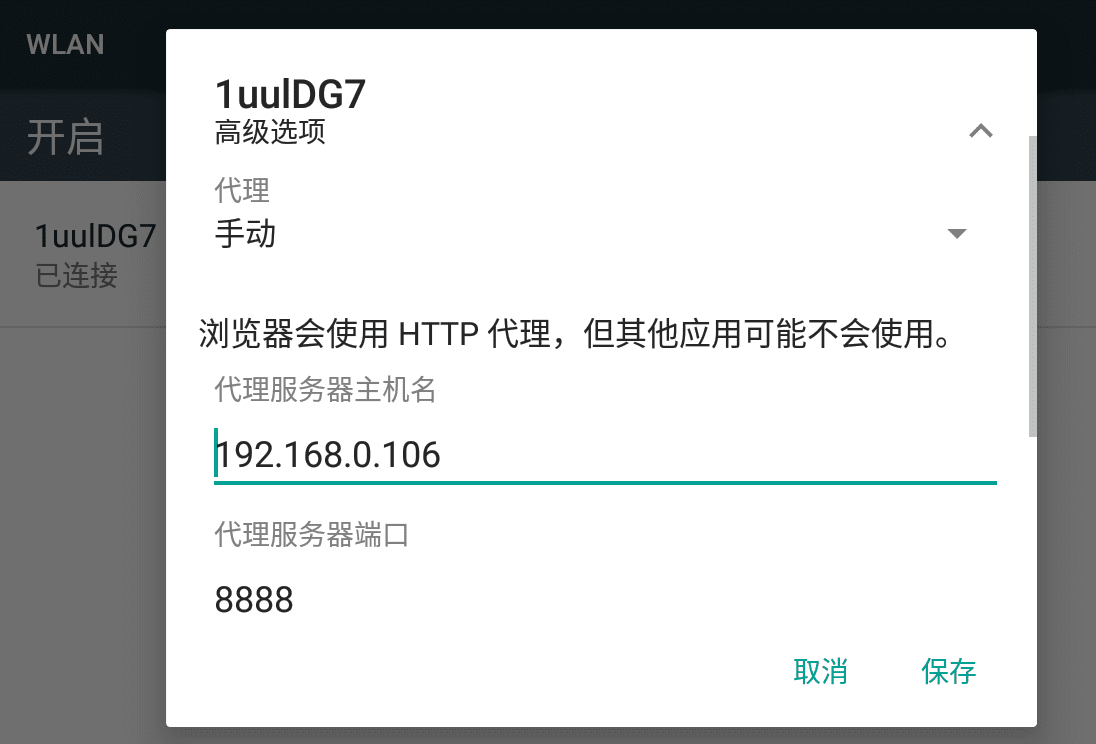 WLAN
开启
1uulDG7
已连接
1uulDG7
高级选项
代理
手动
浏览器会使用 HTTP 代理，但其他应用可能不会使用。
代理服务器主机名
192.168.0.106
代理服务器端口
8888
取消 保存